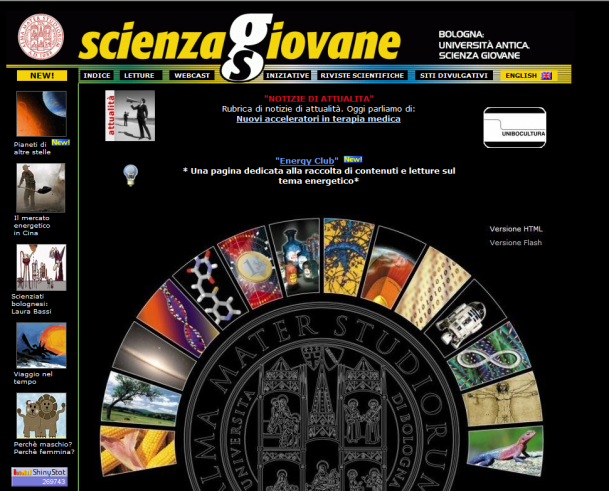 scienzagiovane
BOLOGNA:
UNIVERSITÀ ANTICA.
SCIENZA GIOVANE
NEW!
INDICE
LETTURE
WEBCAST
INIZIATIVE
RIVISTE SCIENTIFICHE
SITI DIVULGATIVI
ENGLISH
Pianeti di New!
altre stelle
Il mercato
energetico
in Cina
Scienziati
bolognesi:
Laura Bassi
Viaggio nel
tempo
Perchè maschio?
Perchè femmina?
ShinyStat
269743
attualità
"NOTIZIE DI ATTUALITA"
Rubrica di notizie di attualità. Oggi parliamo di:
Nuovi acceleratori in terapia medica
UNIBOCULTURA
"Energy Club" New!
* Una pagina dedicata alla raccolta di contenuti e letture sul
tema energetico*
Versione HTML
Versione Flash
ALMA MATER STUDIORUM
UNIVERSITA DI BOLOGNA